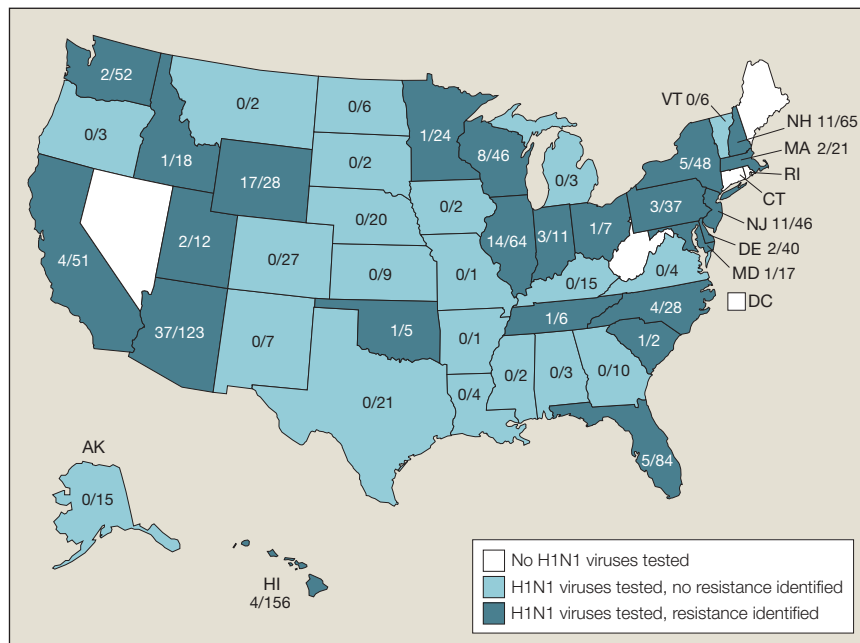 2/52
0/2
0/6
1/24
VT 0/6
NH 11/65
MA 2/21
RI
CT
0/3
1/18
17/28
0/2
8/46
0/3
5/48
3/37
NJ 11/46
DE 2/40
MD 1/17
DC
4/51
2/12
0/27
0/20
0/2
14/64
3/11
1/7
0/9
0/1
0/15
0/4
37/123
0/7
1/5
0/1
1/6
4/28
1/2
0/21
0/4
0/2
0/3
0/10
5/84
AK
0/15
HI
4/156
No H1N1 viruses tested
H1N1 viruses tested, no resistance identified
H1N1 viruses tested, resistance identified